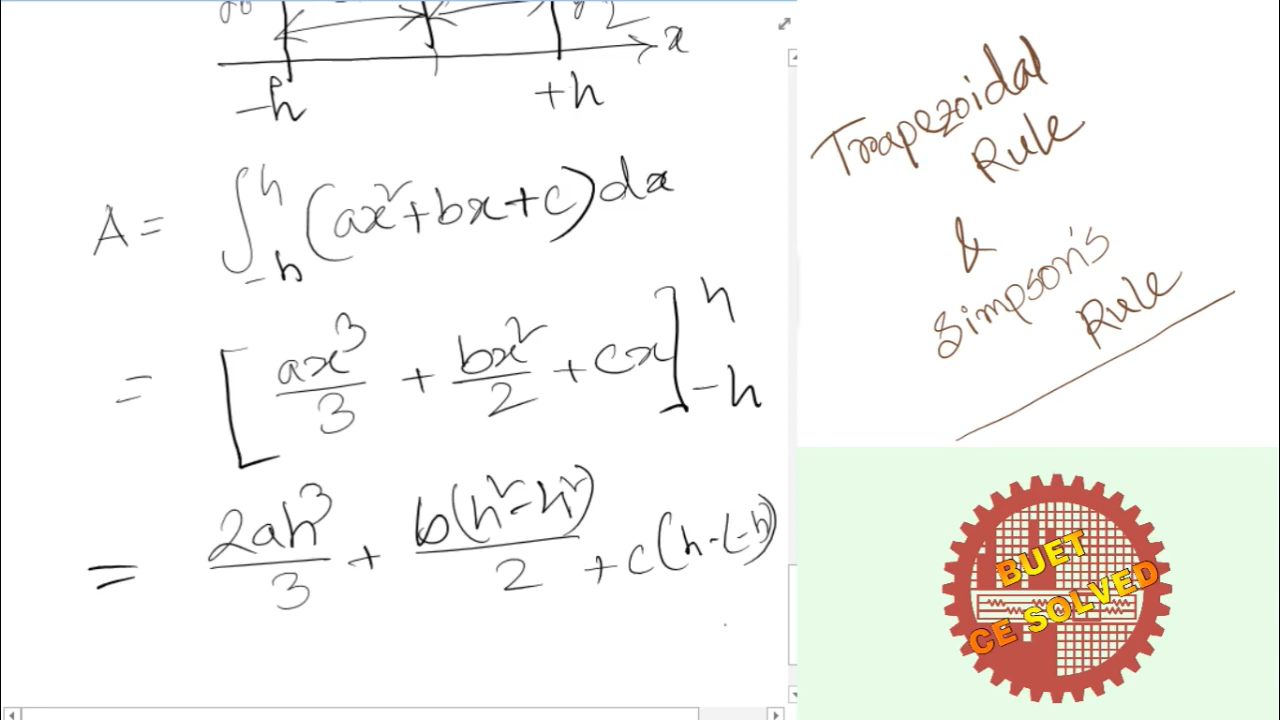 x
-h +h
A = ∫_{-h}^{h} (ax²+bx+c)dx
= [ax³/3 + bx²/2 + cx]_{-h}^{h}
= 2ah³/3 + b(h²-h²)/2 + c(h-(-h)
Trapezoidal
Rule
&
Simpson's
Rule
BUET
CE SOLVED